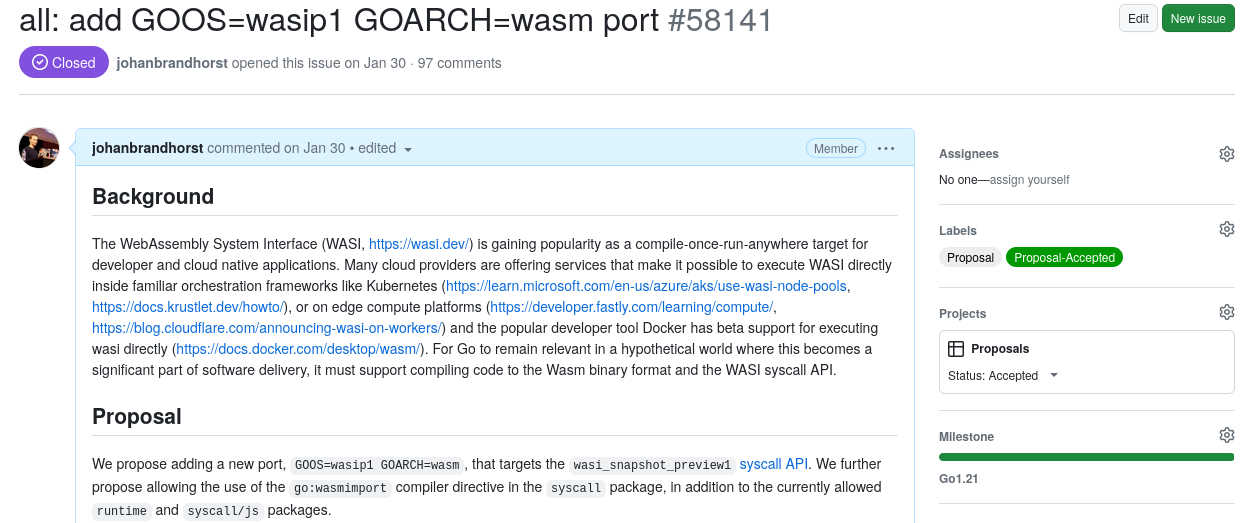 all: add GOOS=wasip1 GOARCH=wasm port #58141
Edit
New issue
Closed
johanbrandhorst opened this issue on Jan 30 · 97 comments
johanbrandhorst commented on Jan 30 • edited
Member
Background
The WebAssembly System Interface (WASI, https://wasi.dev/) is gaining popularity as a compile-once-run-anywhere target for
developer and cloud native applications. Many cloud providers are offering services that make it possible to execute WASI directly
inside familiar orchestration frameworks like Kubernetes (https://learn.microsoft.com/en-us/azure/aks/use-wasi-node-pools,
https://docs.krustlet.dev/howto/), or on edge compute platforms (https://developer.fastly.com/learning/compute/,
https://blog.cloudflare.com/announcing-wasi-on-workers/) and the popular developer tool Docker has beta support for executing
wasi directly (https://docs.docker.com/desktop/wasm/). For Go to remain relevant in a hypothetical world where this becomes a
significant part of software delivery, it must support compiling code to the Wasm binary format and the WASI syscall API.
Proposal
We propose adding a new port, GOOS=wasip1 GOARCH=wasm, that targets the wasi_snapshot_preview1 syscall API. We further
propose allowing the use of the go:wasmimport compiler directive in the syscall package, in addition to the currently allowed
runtime and syscall/js packages.
Assignees
No one—assign yourself
Labels
Proposal
Proposal-Accepted
Projects
Proposals
Status: Accepted
Milestone
Go1.21